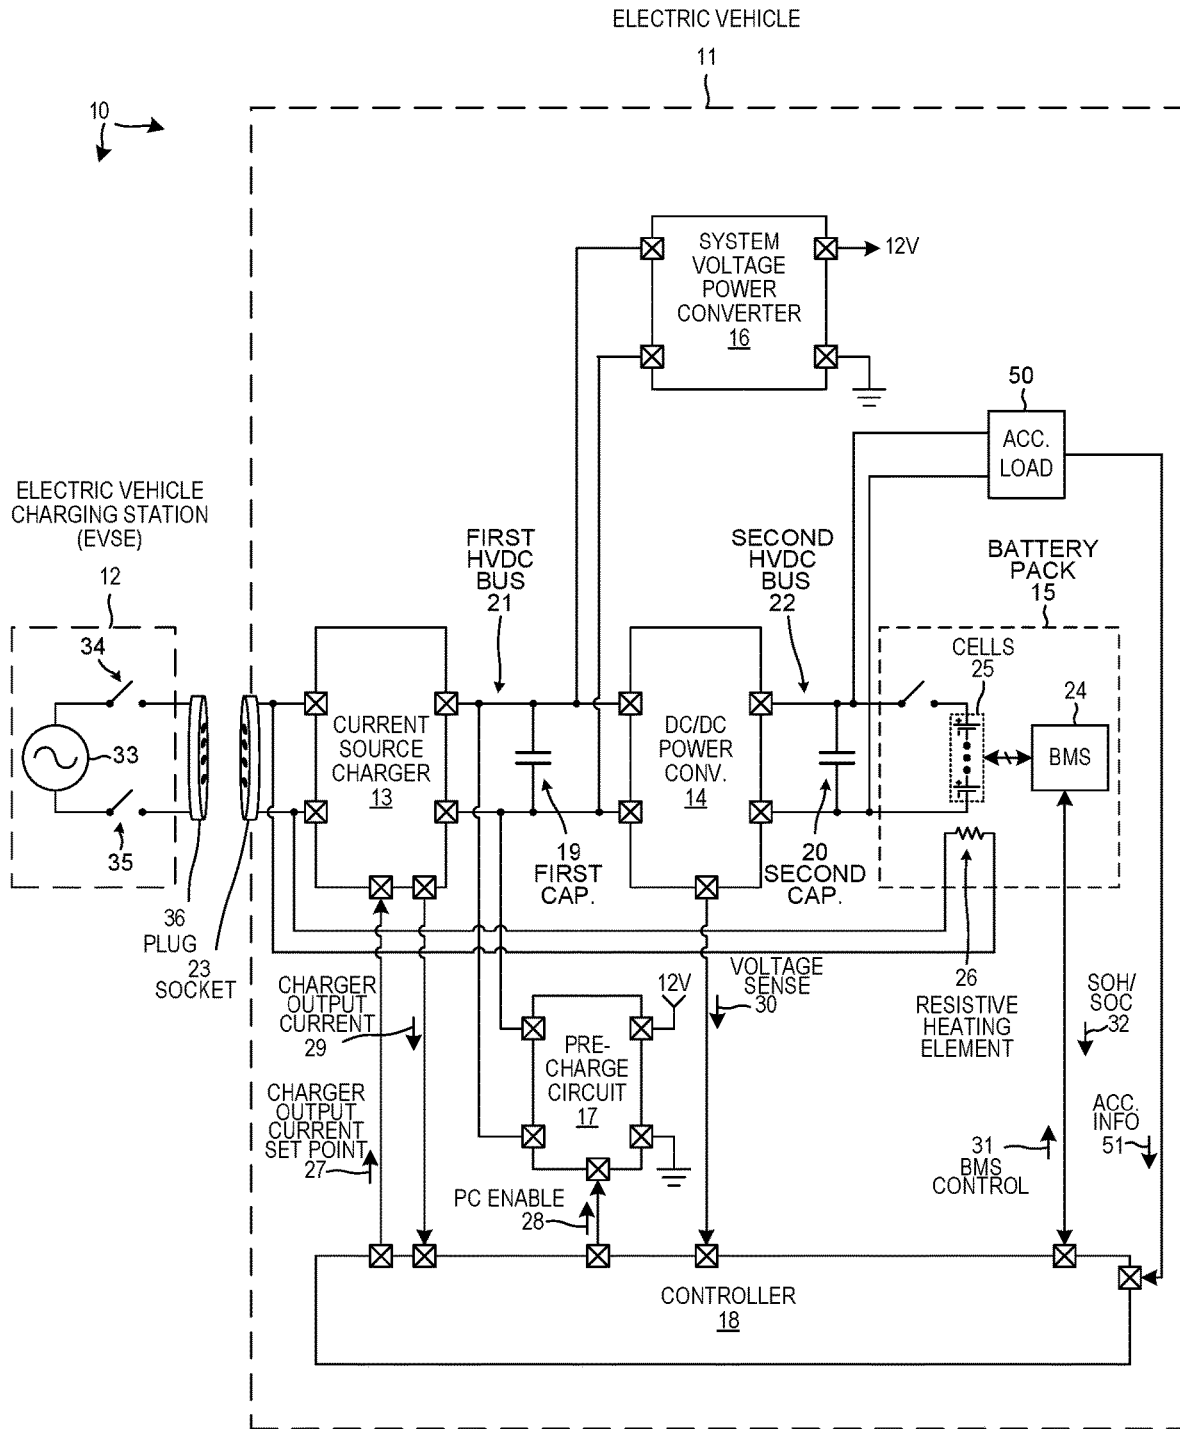 ELECTRIC VEHICLE
11
10
SYSTEM
VOLTAGE
POWER
CONVERTER
16
12V
50
ACC.
LOAD
ELECTRIC VEHICLE
CHARGING STATION
(EVSE)
12
FIRST
HVDC
BUS
21
SECOND
HVDC
BUS
22
BATTERY
PACK
15
34
33
35
CURRENT
SOURCE
CHARGER
13
DC/DC
POWER
CONV.
14
CELLS
25
+
+
24
BMS
19
FIRST
CAP.
20
SECOND
CAP.
36
PLUG
23
SOCKET
CHARGER
OUTPUT
CURRENT
29
12V
VOLTAGE
SENSE
30
26
RESISTIVE
HEATING
ELEMENT
SOH/
SOC
32
PRE-
CHARGE
CIRCUIT
17
CHARGER
OUTPUT
CURRENT
SET POINT
27
PC ENABLE
28
31
BMS
CONTROL
ACC.
INFO
51
CONTROLLER
18